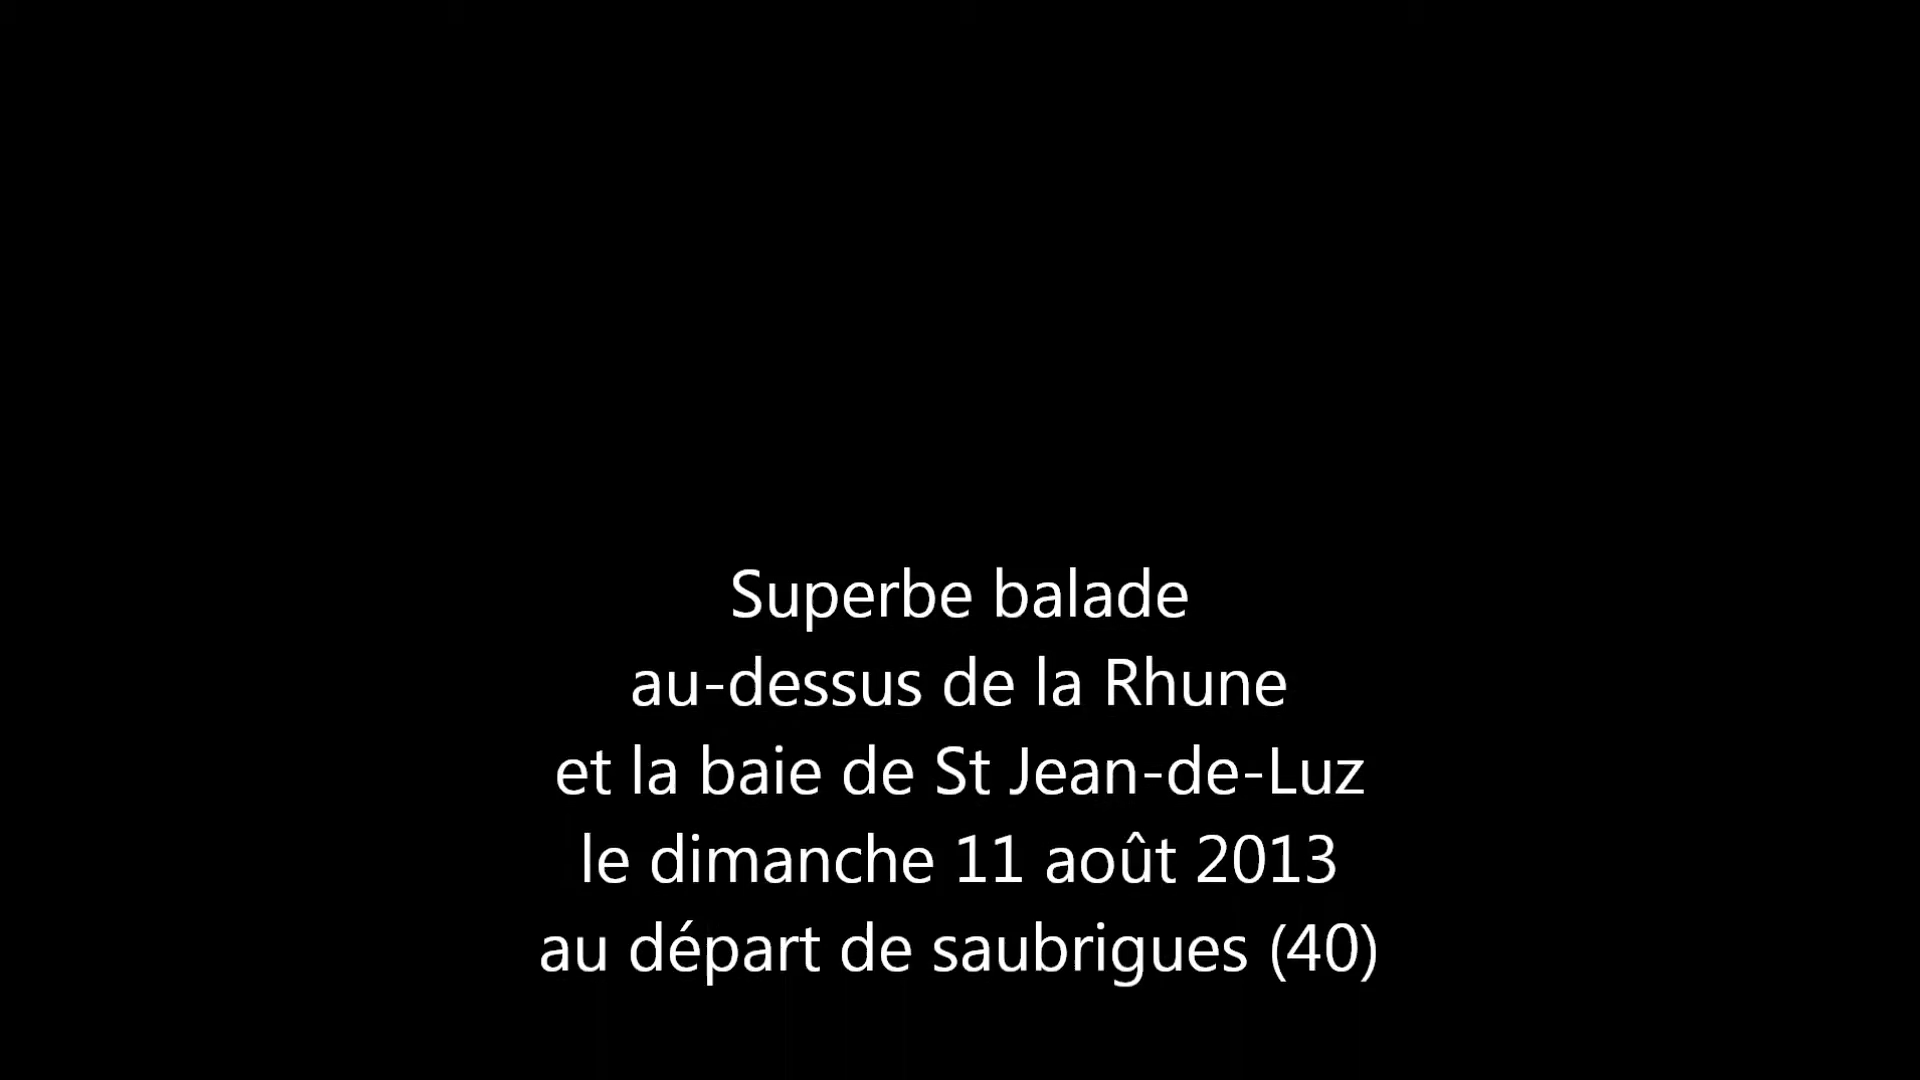 Superbe balade
au-dessus de la Rhune
et la baie de St Jean-de-Luz
le dimanche 11 août 2013
au départ de saubrigues (40)